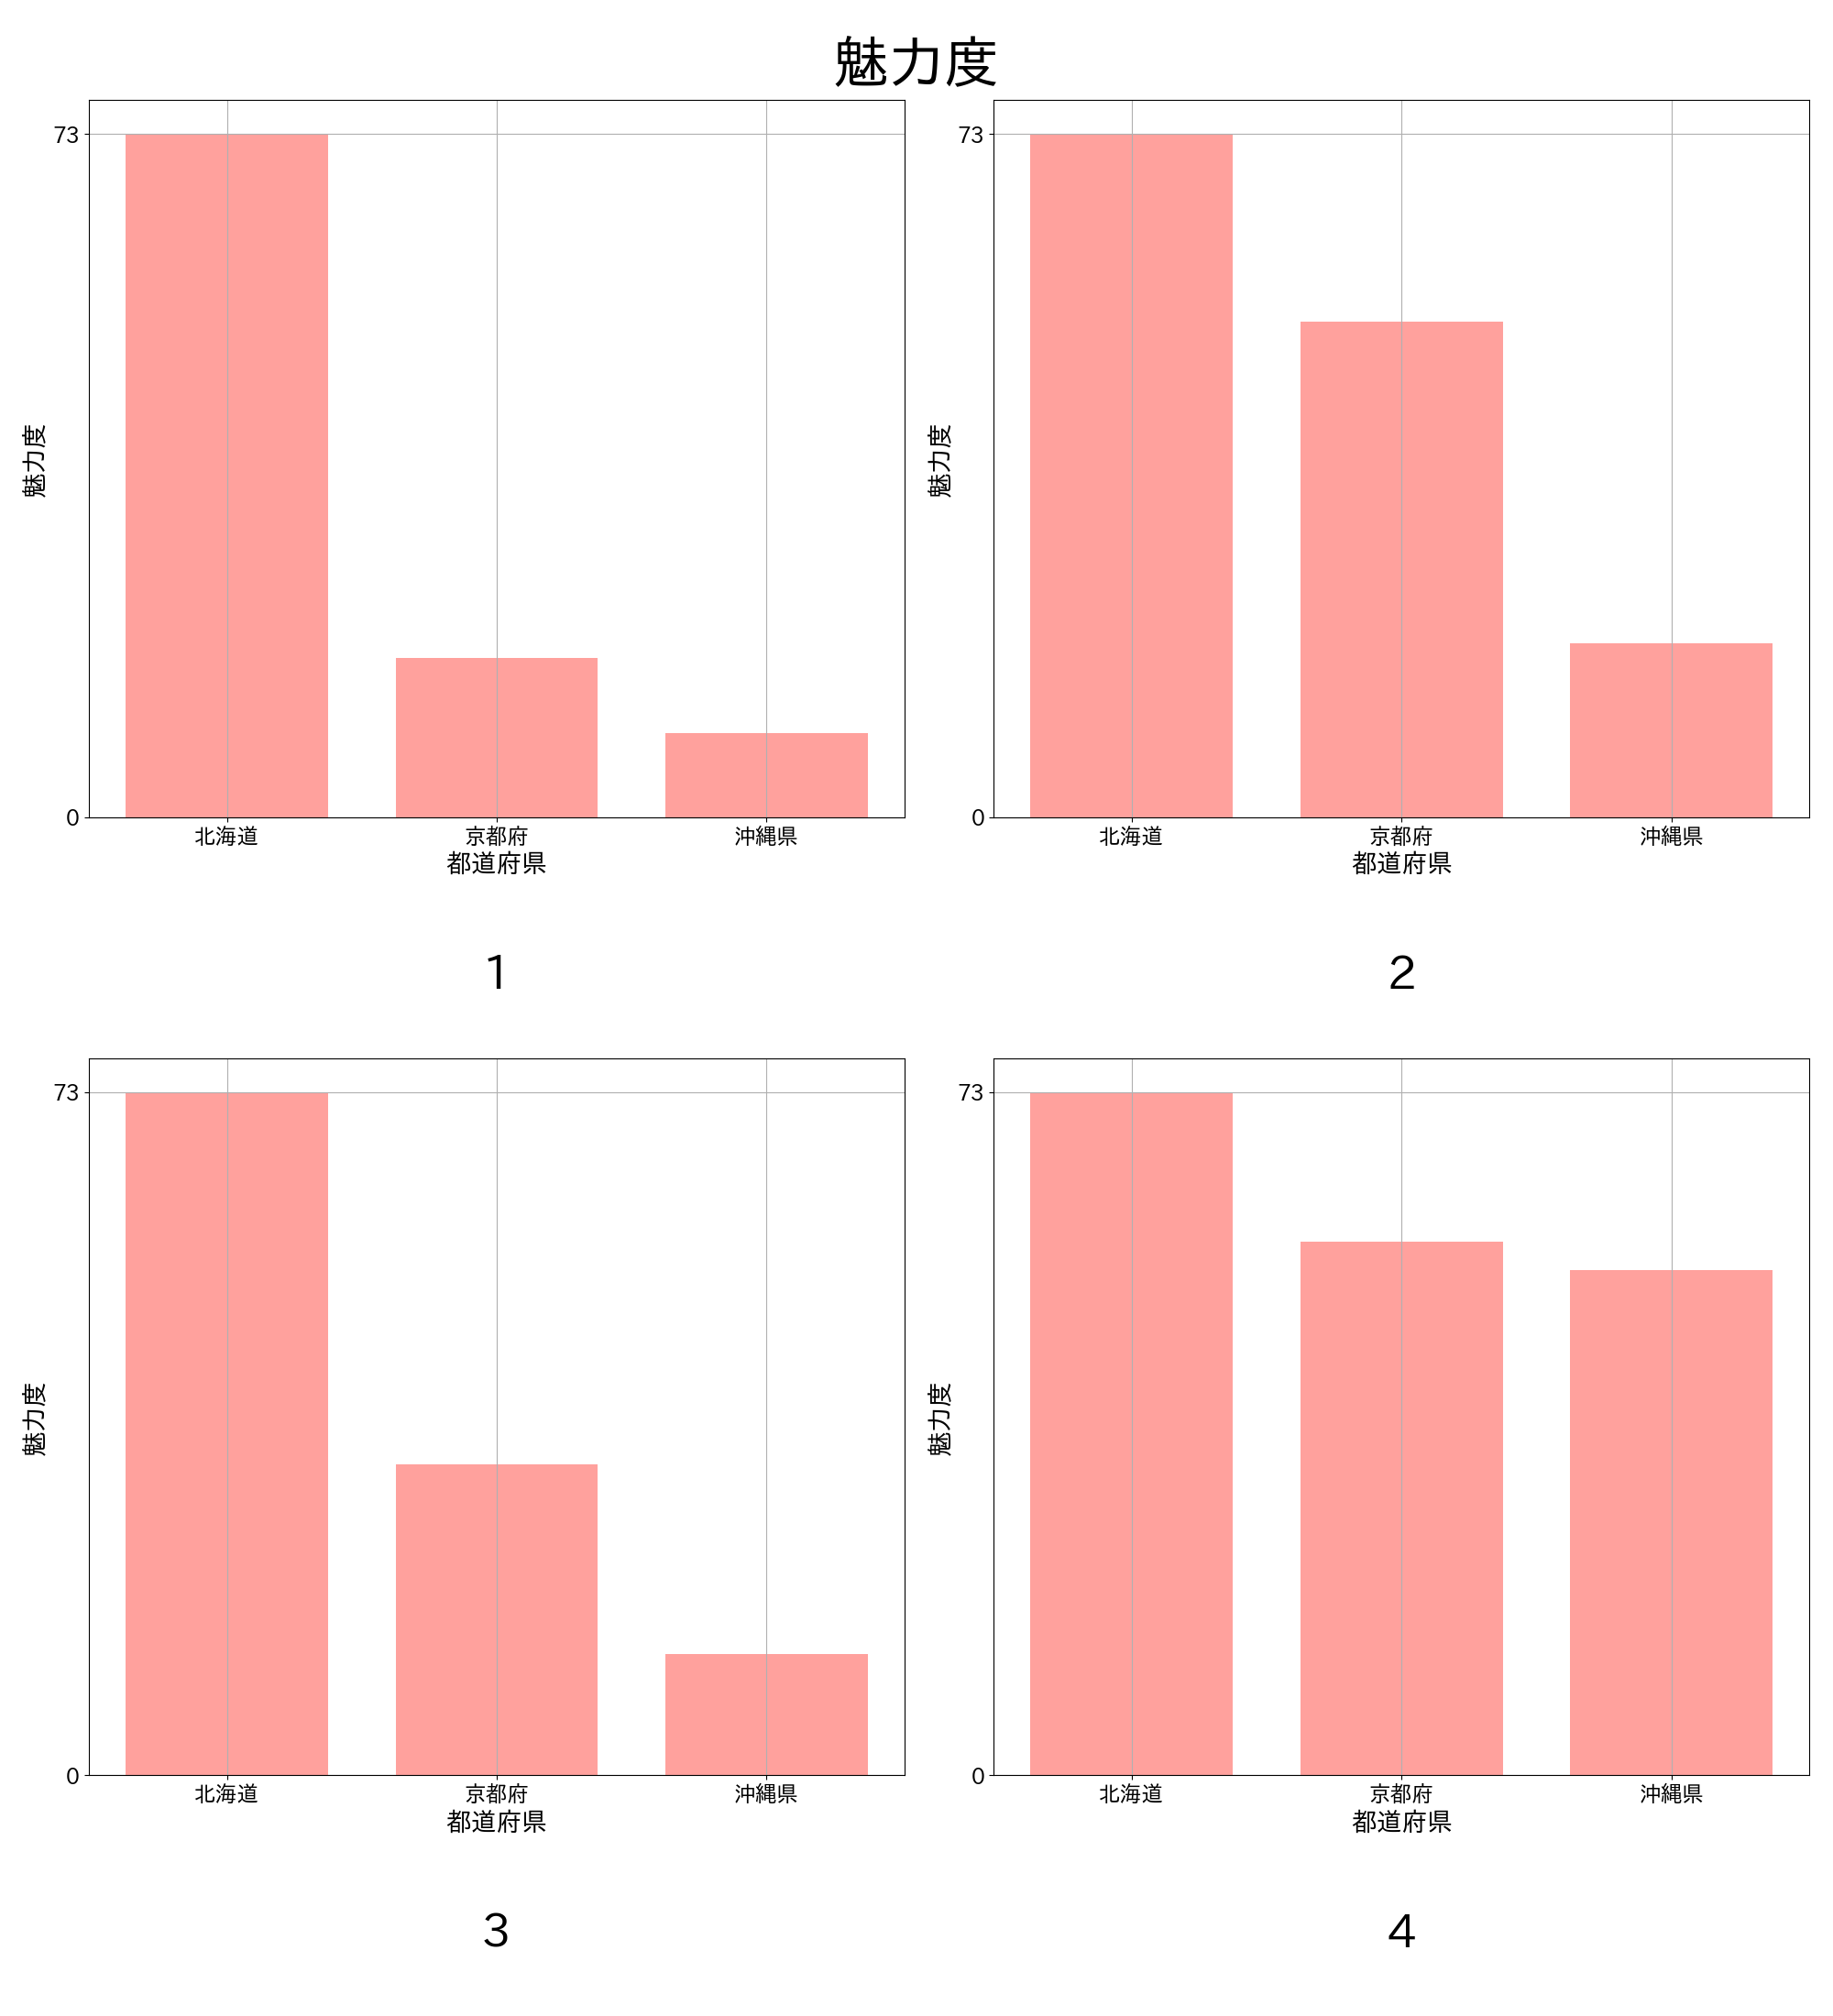 魅力度
73
魅力度
0
北海道 京都府 沖縄県
都道府県
1
73
魅力度
0
北海道 京都府 沖縄県
都道府県
2
73
魅力度
0
北海道 京都府 沖縄県
都道府県
3
73
魅力度
0
北海道 京都府 沖縄県
都道府県
4